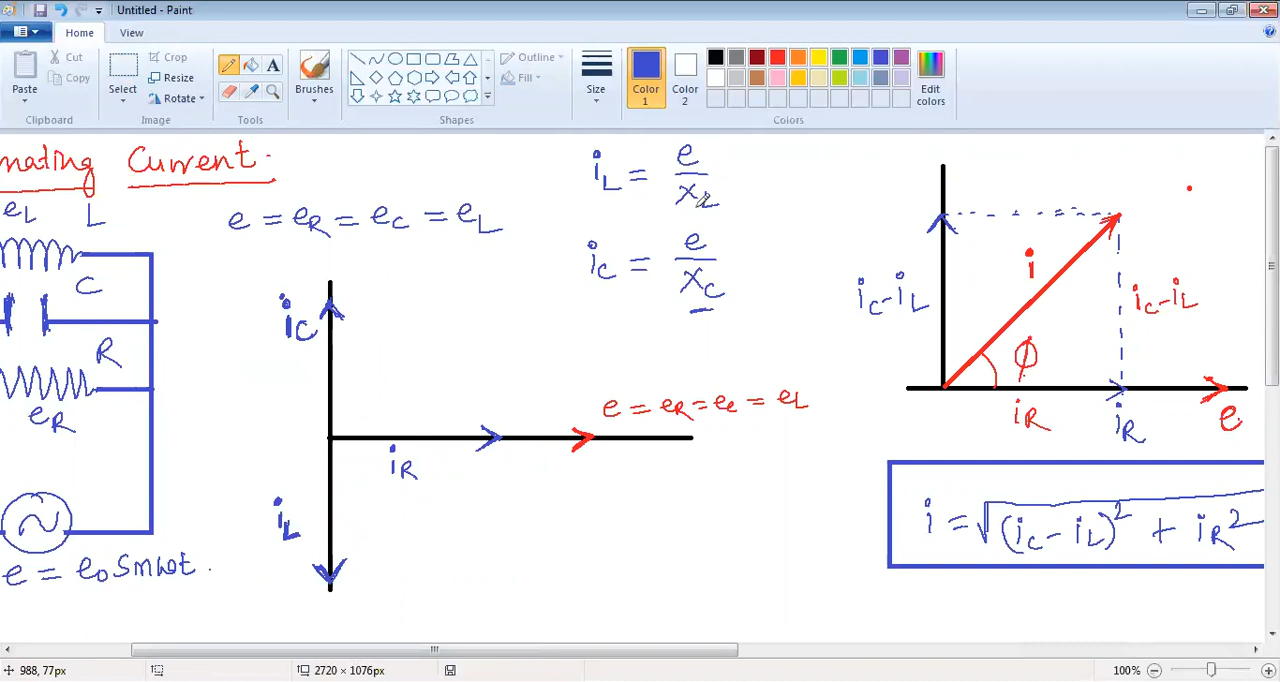 Untitled - Paint
Home View
Paste
Cut
Copy
Clipboard
Select
Crop
Resize
Rotate
Image
Tools
Brushes
Shapes
Outline
Fill
Size
Color 1
Color 2
Edit colors
Colors
nating Current.
e = eR = eC = eL
eL L
C
R
eR
e = e0 Sinωt.
iL = e/XL
iC = e/XC
iC
e = eR = eC = eL
iR
iL
iC-iL
i
iC-iL
φ
iR
iR
e
i = √(iC-iL)² + iR²
988, 77px
2720 × 1076px
100%